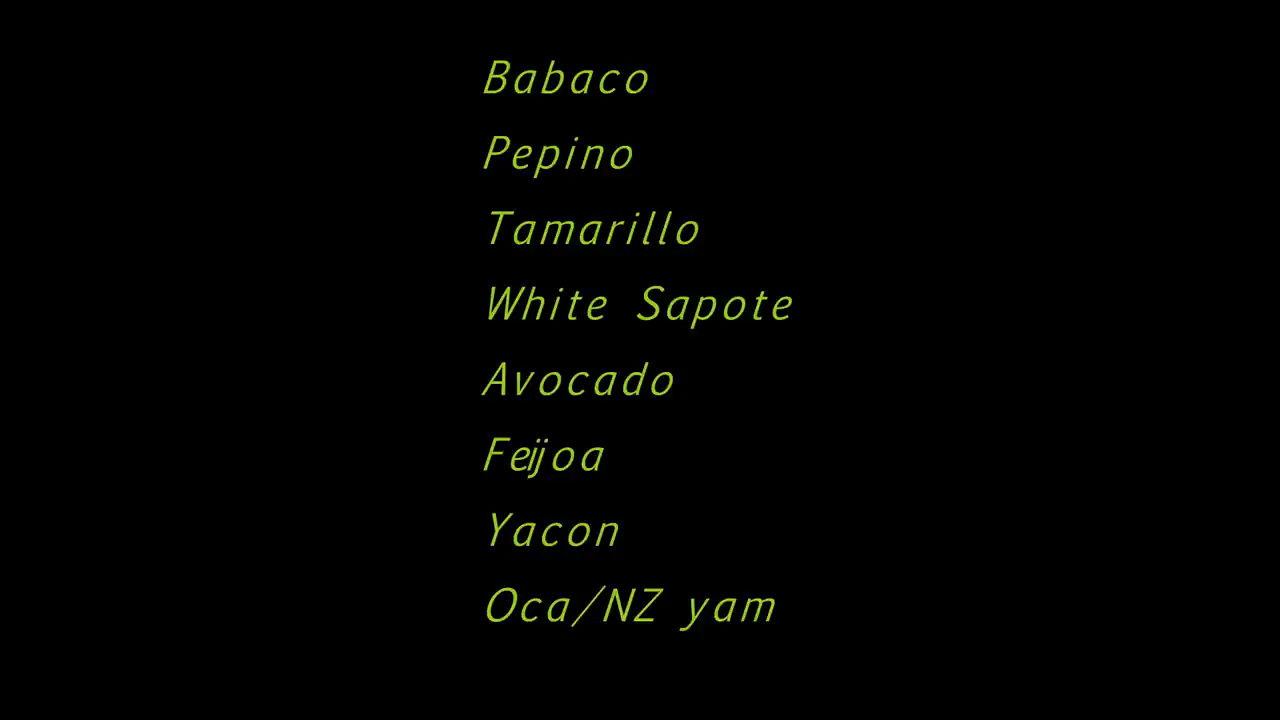 Babaco
Pepino
Tamarillo
White Sapote
Avocado
Feijoa
Yacon
Oca/NZ yam